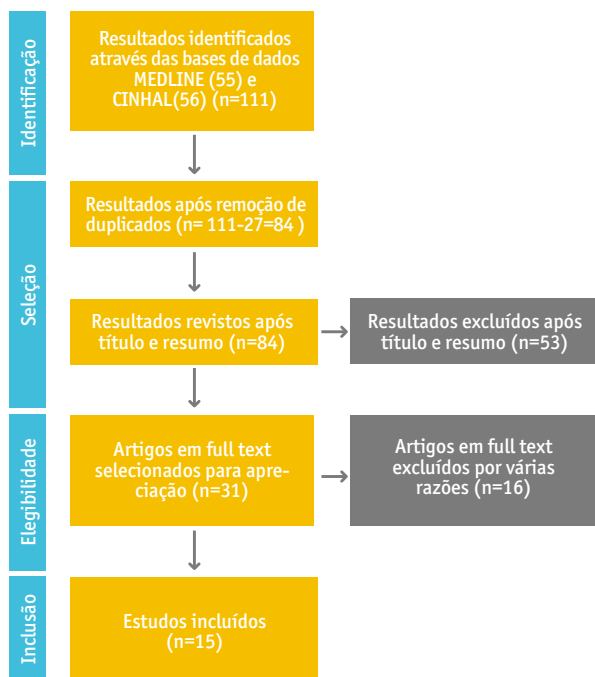 Identificação
Resultados identificados
através das bases de dados
MEDLINE (55) e
CINHAL(56) (n=111)
Seleção
Resultados após remoção de
duplicados (n= 111-27=84 )
Resultados revistos após
título e resumo (n=84)
Resultados excluídos após
título e resumo (n=53)
Elegibilidade
Artigos em full text
selecionados para apre-
ciação (n=31)
Artigos em full text
excluídos por várias
razões (n=16)
Inclusão
Estudos incluídos
(n=15)